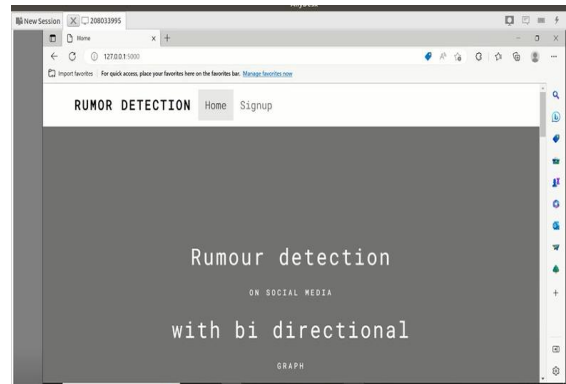 AnyDesk
New Session 208033995
Home
127.0.0.1:5000
Import favorites For quick access, place your favorites here on the favorites bar. Manage favorites now
RUMOR DETECTION Home Signup
Rumour detection
ON SOCIAL MEDIA
with bi directional
GRAPH